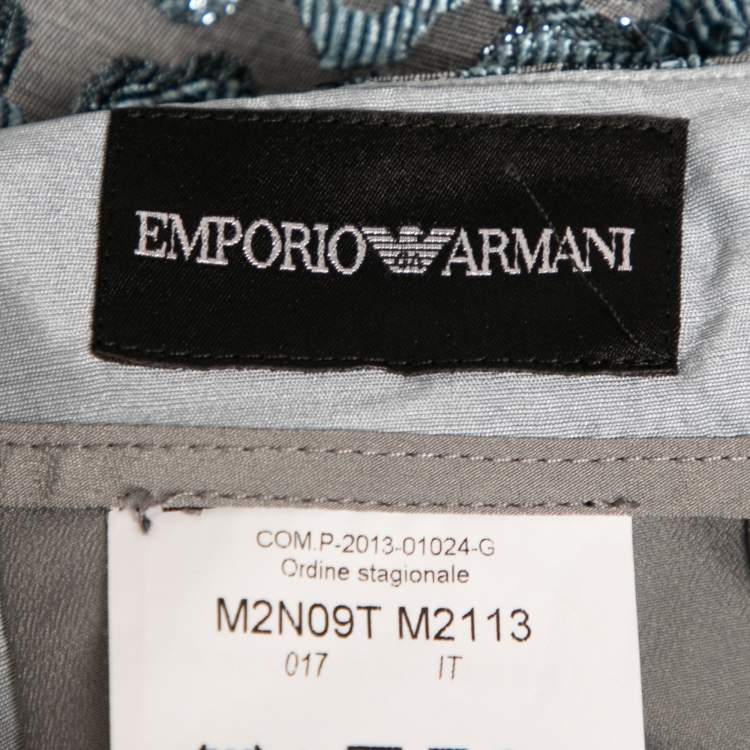 EMPORIO ARMANI
COM.P-2013-01024-G
Ordine stagionale
M2N09T M2113
017 IT